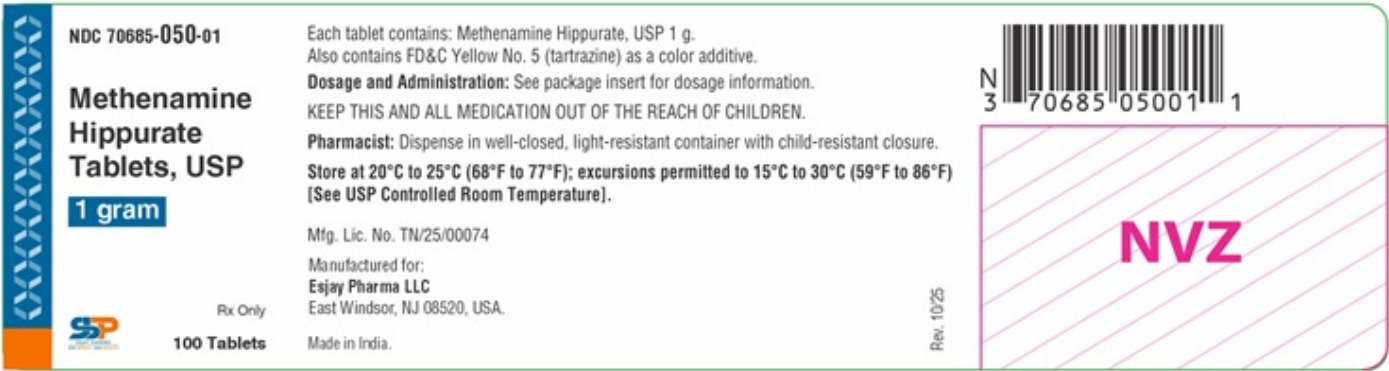 NDC 70685-050-01
Methenamine
Hippurate
Tablets, USP
1 gram
Rx Only
SSP
100 Tablets
Each tablet contains: Methenamine Hippurate, USP 1 g.
Also contains FD&C Yellow No. 5 (tartrazine) as a color additive.
Dosage and Administration: See package insert for dosage information.
KEEP THIS AND ALL MEDICATION OUT OF THE REACH OF CHILDREN.
Pharmacist: Dispense in well-closed, light-resistant container with child-resistant closure.
Store at 20°C to 25°C (68°F to 77°F); excursions permitted to 15°C to 30°C (59°F to 86°F)
[See USP Controlled Room Temperature].
Mfg. Lic. No. TN/25/00074
Manufactured for:
Esjay Pharma LLC
East Windsor, NJ 08520, USA.
Made in India.
Rev. 10/25
N
3 70685 05001 1
NVZ